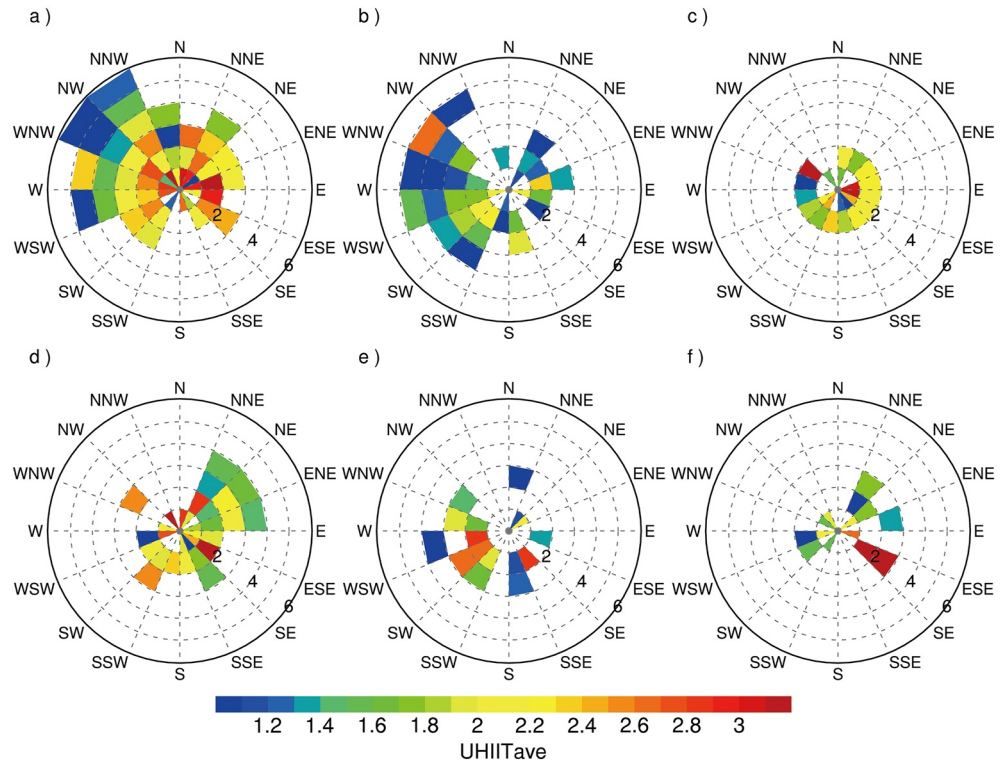 a ) b ) c )
N N N
NNW NNE NNW NNE NNW NNE
NW NE NW NE NW NE
WNW ENE WNW ENE WNW ENE
W E W E W E
2 2 2
4 4 4
WSW ESE WSW ESE WSW ESE
6 6 6
SW SE SW SE SW SE
SSW SSE SSW SSE SSW SSE
S S S
d ) e ) f )
N N N
NNW NNE NNW NNE NNW NNE
NW NE NW NE NW NE
WNW ENE WNW ENE WNW ENE
W E W E W E
2 2 2
4 4 4
WSW ESE WSW ESE WSW ESE
6 6 6
SW SE SW SE SW SE
SSW SSE SSW SSE SSW SSE
S S S
1.2 1.4 1.6 1.8 2 2.2 2.4 2.6 2.8 3
UHIITave